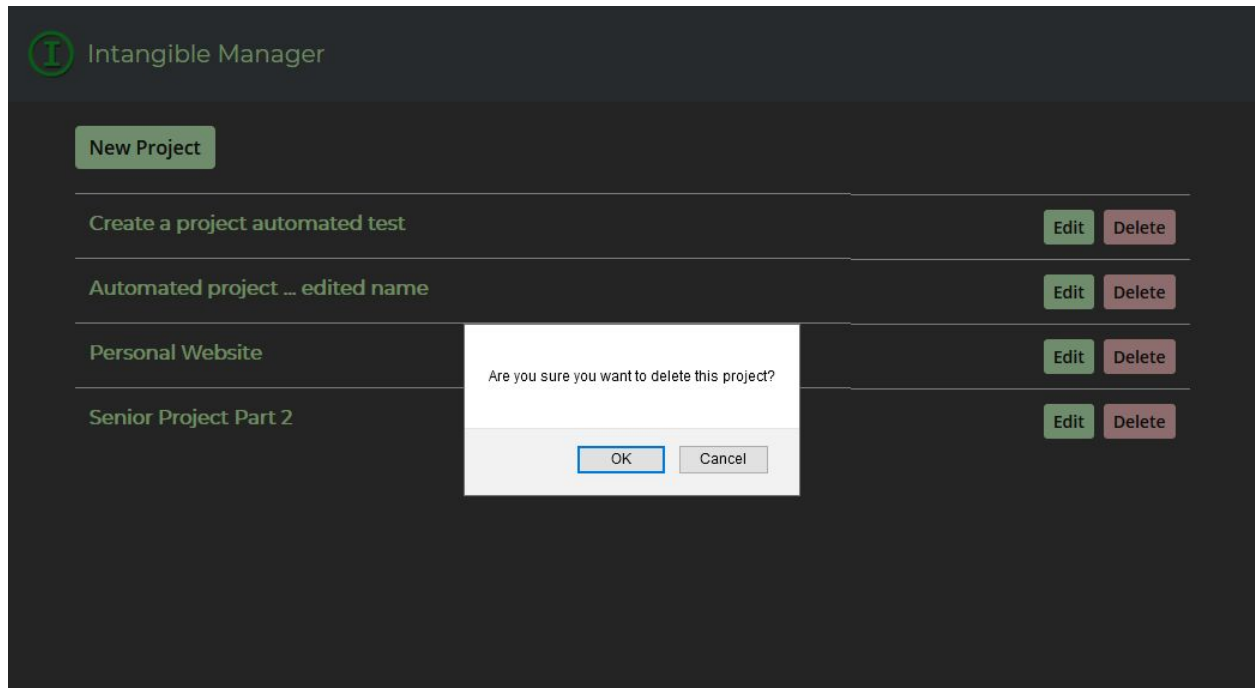 I Intangible Manager
New Project
Create a project automated test Edit Delete
Automated project ... edited name Edit Delete
Personal Website Edit Delete
Are you sure you want to delete this project?
Senior Project Part 2 Edit Delete
OK Cancel